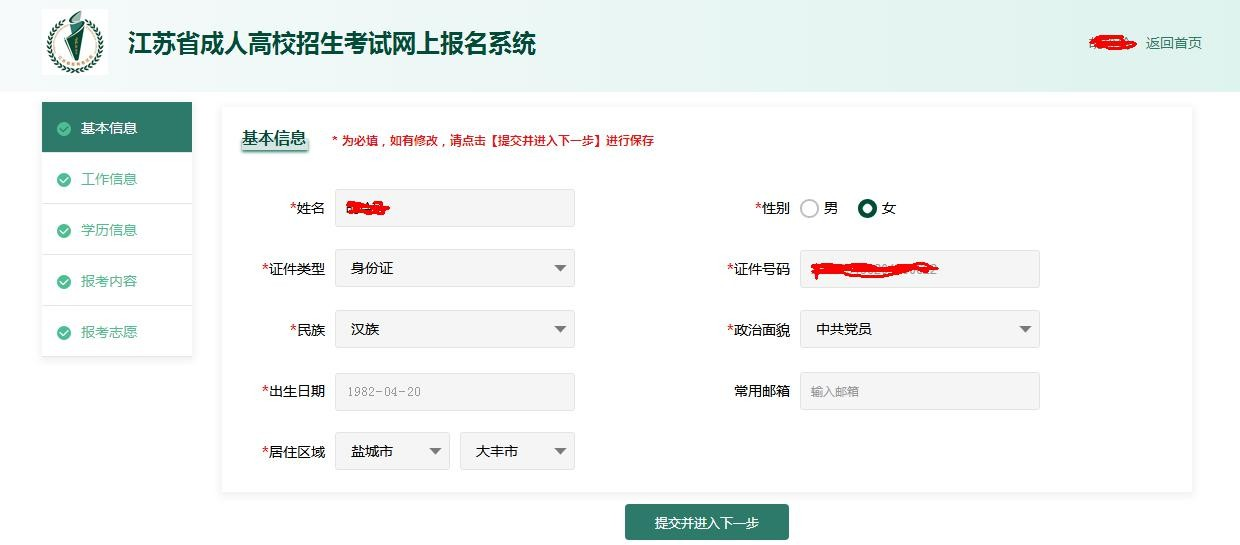 江苏省成人高校招生考试网上报名系统
返回首页
基本信息
工作信息
学历信息
报考内容
报考志愿
基本信息 * 为必填，如有修改，请点击【提交并进入下一步】进行保存
*姓名
*性别 男 女
*证件类型 身份证
*证件号码
*民族 汉族
*政治面貌 中共党员
*出生日期 1982-04-20
常用邮箱 输入邮箱
*居住区域 盐城市 大丰市
提交并进入下一步